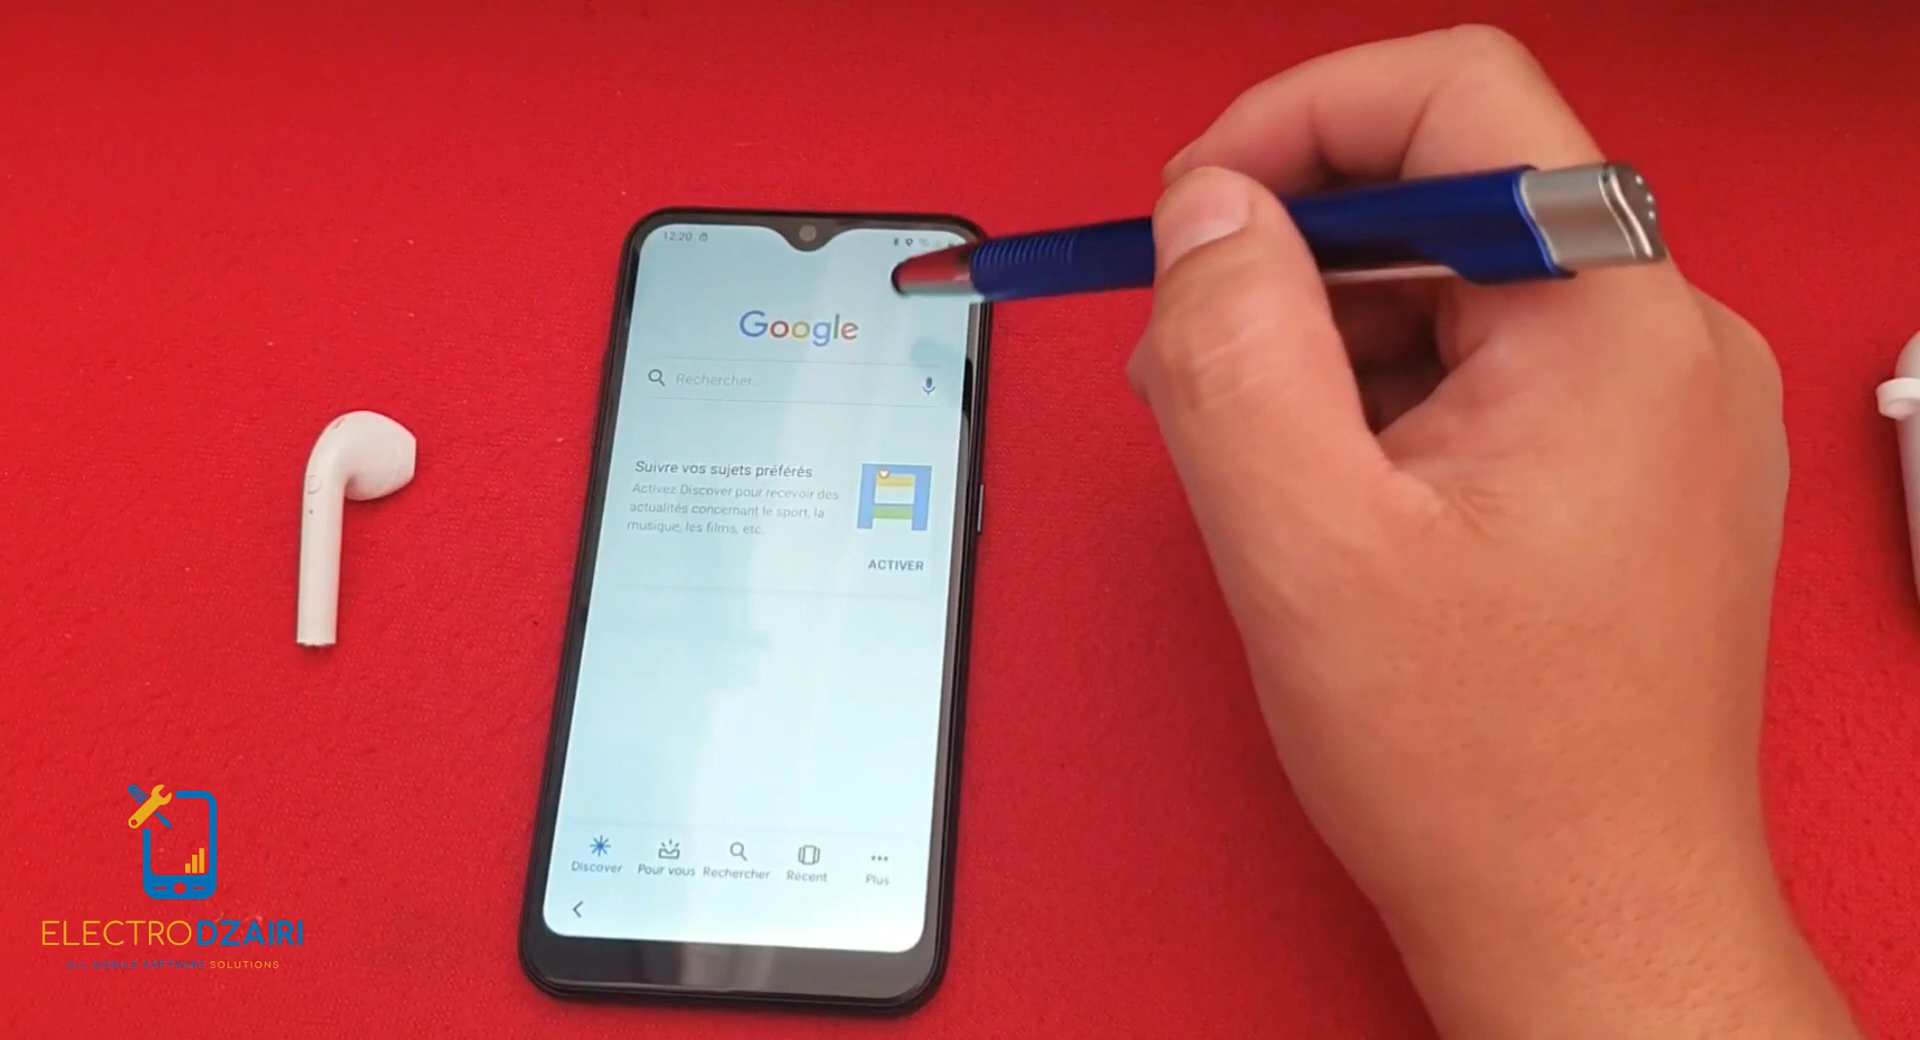 12:20
Google
Rechercher...
Suivre vos sujets préférés
Activez Discover pour recevoir des
actualités concernant le sport, la
musique, les films, etc.
ACTIVER
Discover
Pour vous
Rechercher
Récent
Plus
ELECTRODZAIRI
ALL MOBILE SOFTWARE SOLUTIONS